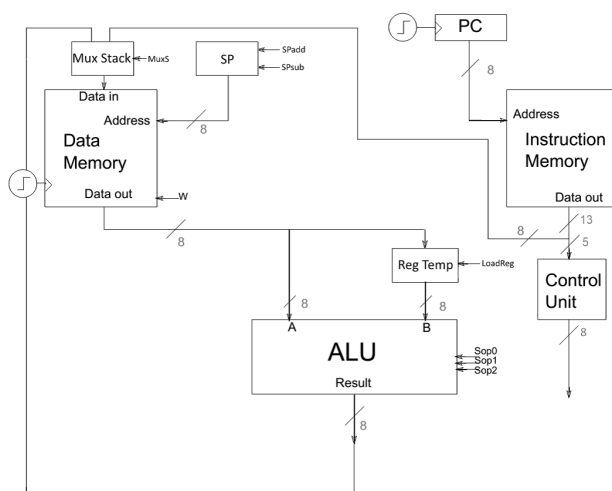 PC
Mux Stack
MuxS
SP
SPadd
SPsub
8
Data in
Address
Data
Memory
8
Data out
W
Address
Instruction
Memory
Data out
13
8
5
8
Reg Temp
LoadReg
Control
Unit
8
8
8
A
B
ALU
Sop0
Sop1
Sop2
Result
8